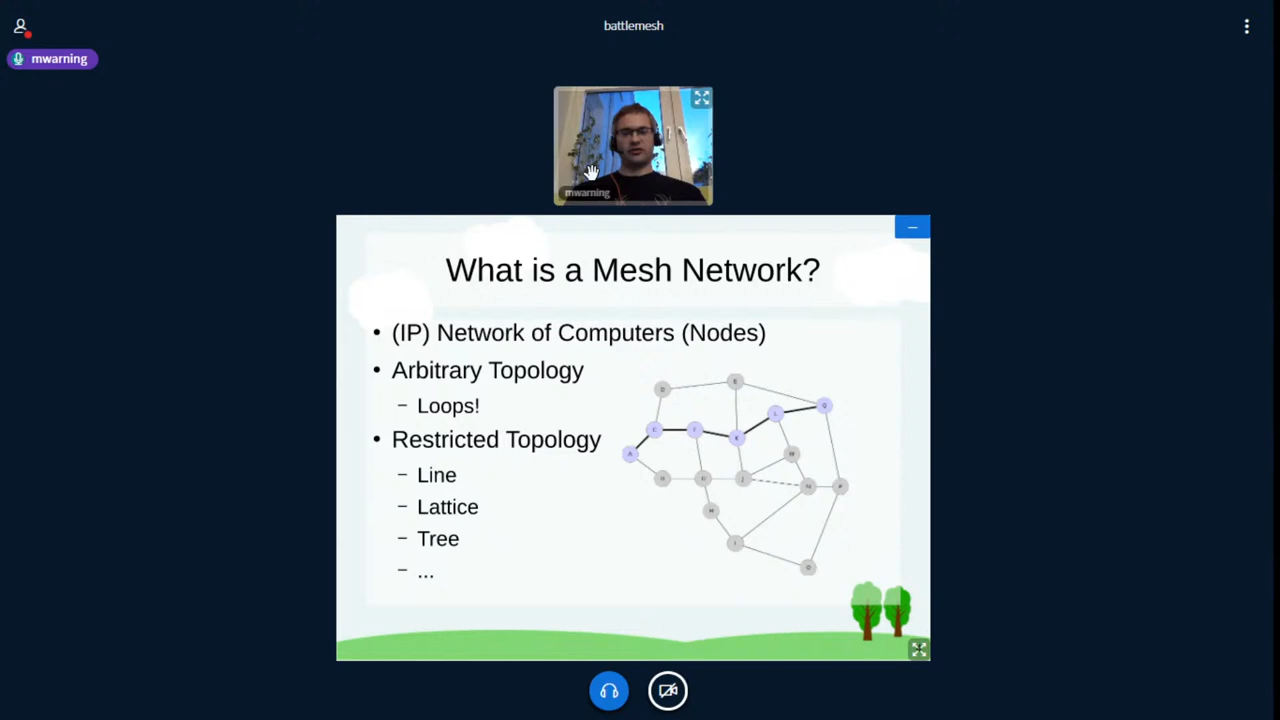 battlemesh
mwarning
mwarning
What is a Mesh Network?
• (IP) Network of Computers (Nodes)
• Arbitrary Topology
– Loops!
• Restricted Topology
– Line
– Lattice
– Tree
– ...